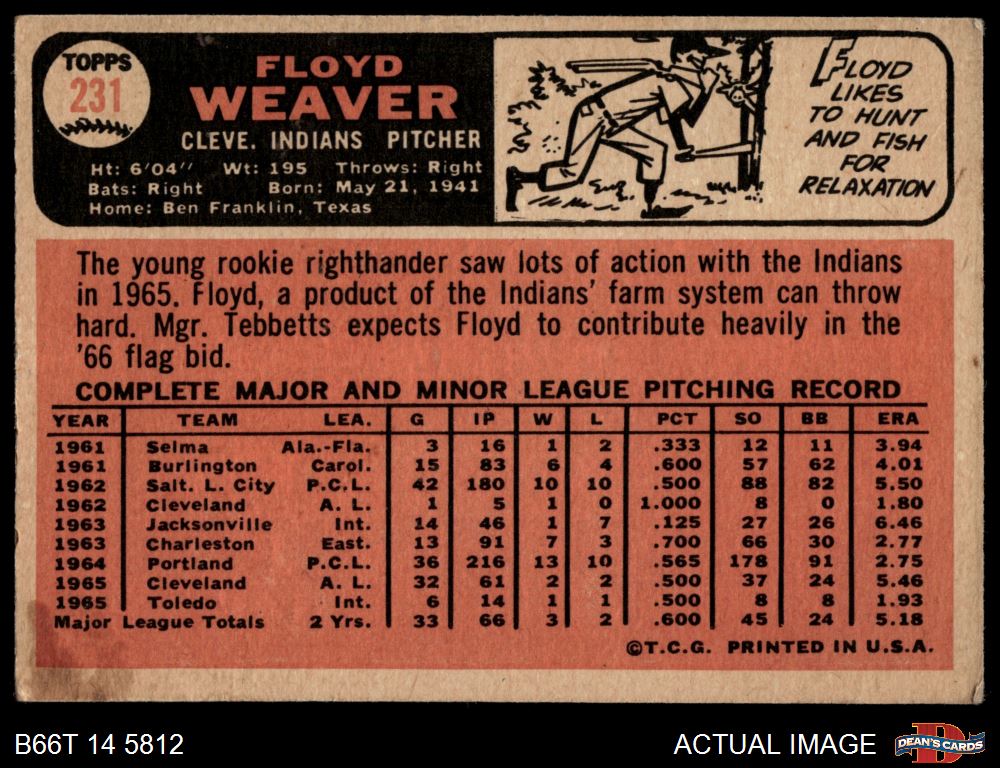 TOPPS
231
FLOYD
WEAVER
CLEVE. INDIANS PITCHER
Ht: 6'04" Wt: 195 Throws: Right
Bats: Right Born: May 21, 1941
Home: Ben Franklin, Texas
FLOYD
LIKES
TO HUNT
AND FISH
FOR
RELAXATION
The young rookie righthander saw lots of action with the Indians
in 1965. Floyd, a product of the Indians' farm system can throw
hard. Mgr. Tebbetts expects Floyd to contribute heavily in the
'66 flag bid.
COMPLETE MAJOR AND MINOR LEAGUE PITCHING RECORD
YEAR TEAM LEA. G IP W L PCT SO BB ERA
1961 Selma Ala.-Fla. 3 16 1 2 .333 12 11 3.94
1961 Burlington Carol. 15 83 6 4 .600 57 62 4.01
1962 Salt. L. City P.C.L. 42 180 10 10 .500 88 82 5.50
1962 Cleveland A. L. 1 5 1 0 1.000 8 0 1.80
1963 Jacksonville Int. 14 46 1 7 .125 27 26 6.46
1963 Charleston East. 13 91 7 3 .700 66 30 2.77
1964 Portland P.C.L. 36 216 13 10 .565 178 91 2.75
1965 Cleveland A. L. 32 61 2 2 .500 37 24 5.46
1965 Toledo Int. 6 14 1 1 .500 8 8 1.93
Major League Totals 2 Yrs. 33 66 3 2 .600 45 24 5.18
©T.C.G. PRINTED IN U.S.A.
B66T 14 5812
ACTUAL IMAGE
D
DEAN'S CARDS